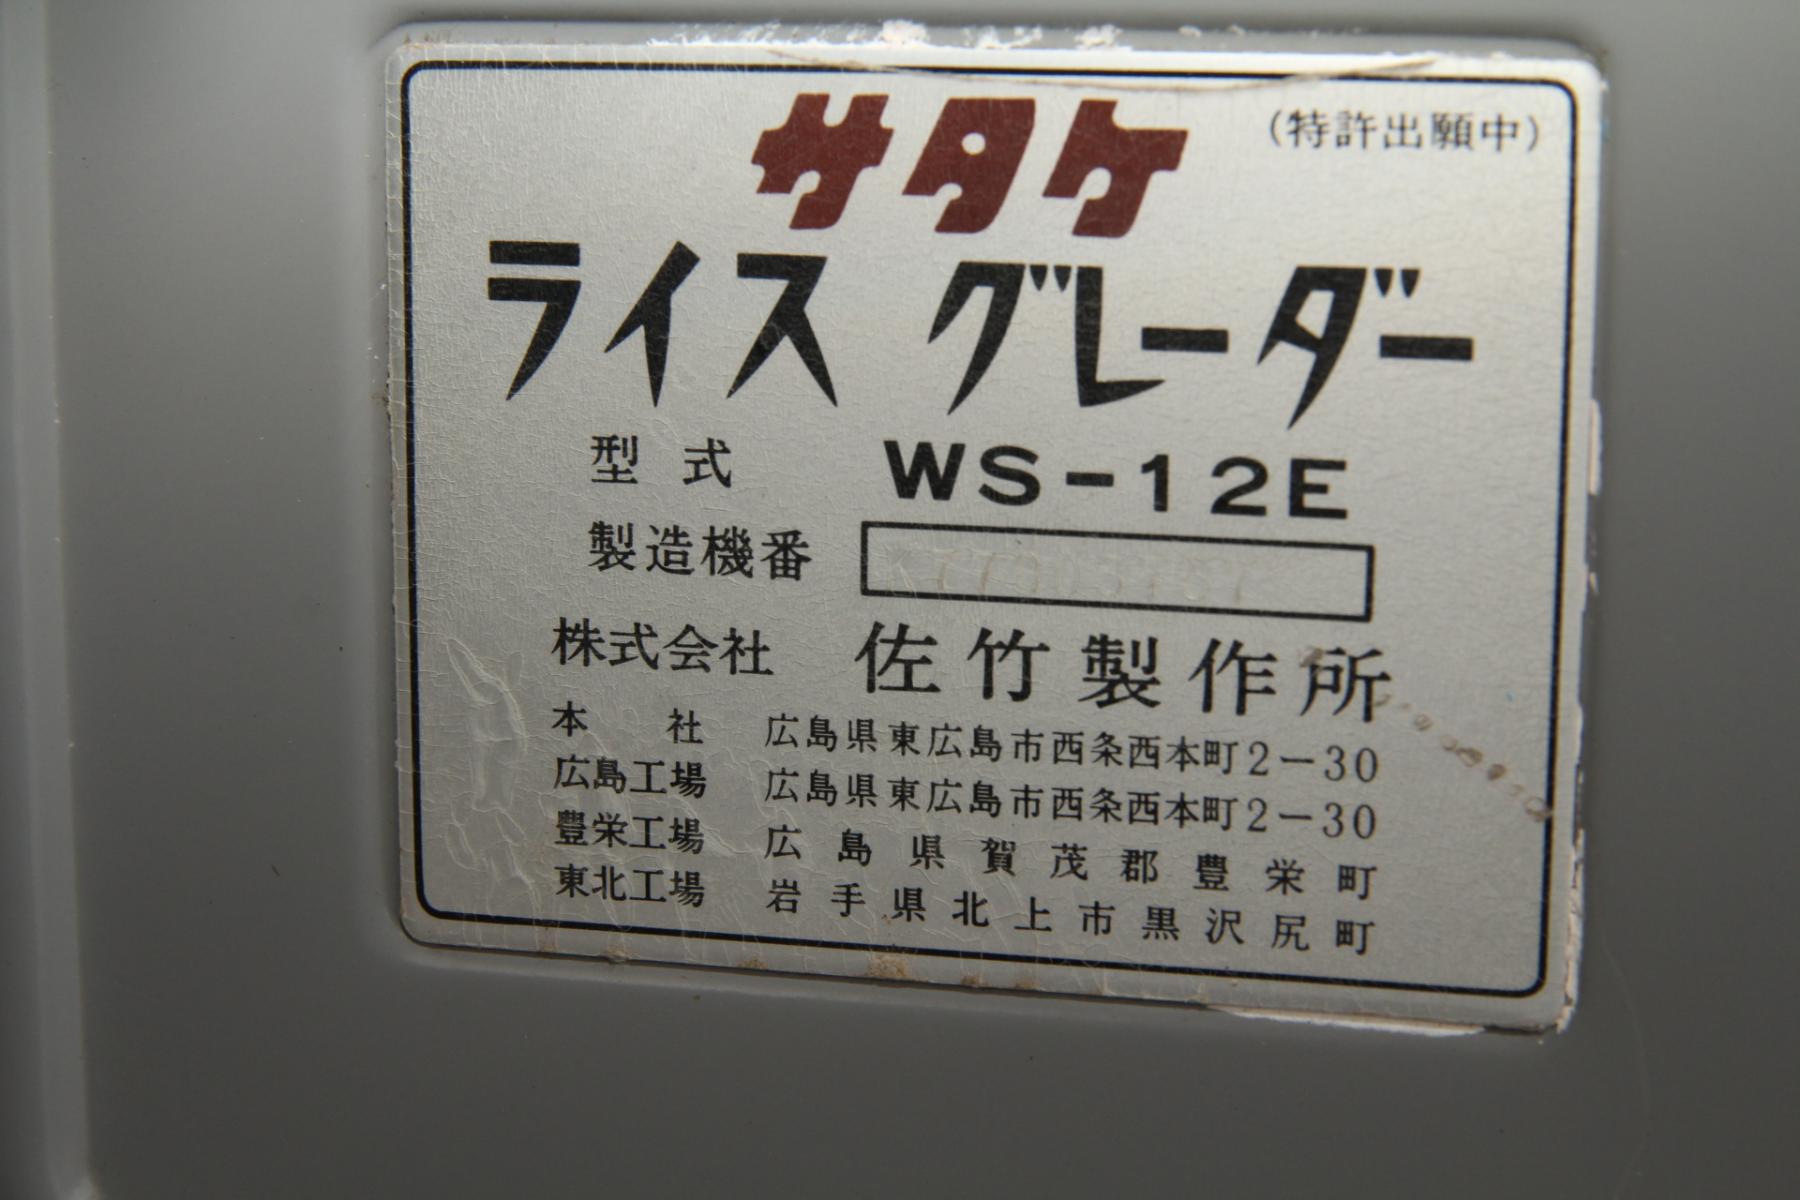 サタケ
(特許出願中)
ライス グレーダー
型式 WS-12E
製造機番
株式会社 佐竹製作所
本社 広島県東広島市西条西本町2-30
広島工場 広島県東広島市西条西本町2-30
豊栄工場 広島県賀茂郡豊栄町
東北工場 岩手県北上市黒沢尻町